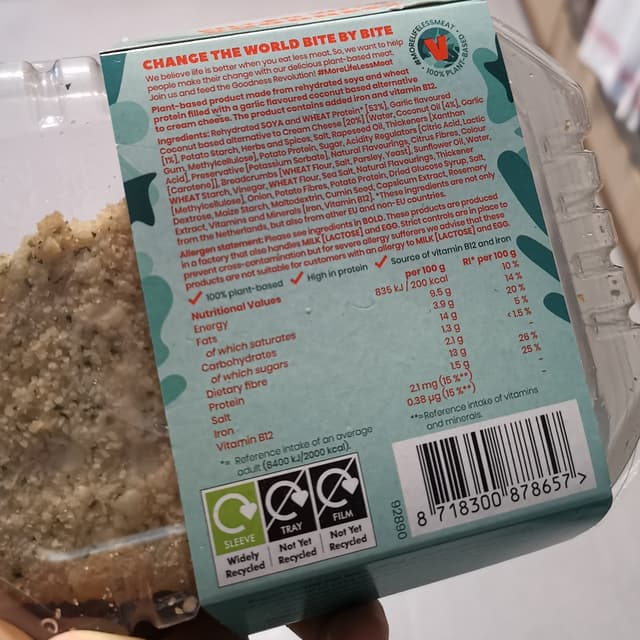 CHANGE THE WORLD BITE BY BITE
We believe life is better when you eat less meat. So, we want to help
people make that change with our delicious plant-based meat.
Join us and feed the Goodness Revolution! #MoreLifeLessMeat
#MORELIFELESSMEAT • 100% PLANT-BASED •
V
Plant-based product made from rehydrated soya and wheat
protein filled with a garlic flavoured coconut based alternative
to cream cheese. The product contains added iron and vitamin B12.
Ingredients: Rehydrated SOYA and WHEAT Protein* [53%], Garlic flavoured
Coconut based alternative to Cream Cheese [20%] (Water, Coconut Oil [4%], Garlic
[1%], Potato Starch, Herbs and Spices, Salt, Rapeseed Oil, Thickeners [Xanthan
Gum, Methylcellulose], Potato Protein, Sugar, Acidity Regulators [Citric Acid, Lactic
Acid], Preservative [Potassium Sorbate], Natural Flavourings, Citrus Fibres, Colour
[Carotene]), Breadcrumbs (WHEAT Flour, Salt, Parsley, Yeast), Sunflower Oil, Water,
WHEAT Starch, Vinegar, WHEAT Flour, Sea Salt, Natural Flavourings, Thickener
(Methylcellulose), Onion, Potato Fibres, Potato Protein, Dried Glucose Syrup, Salt,
Dextrose, Maize Starch, Maltodextrin, Yeast Extract, Capsicum Extract, Rosemary
Extract, Vitamins and Minerals (Iron, Vitamin B12). *These ingredients are not only
from the Netherlands, but also from other EU and non-EU countries.
Allergen statement: Please see ingredients in BOLD. These products are produced
in a factory that also handles MILK [LACTOSE] and EGG. Strict controls are in place to
prevent cross-contamination but for severe allergy sufferers we advise that these
products are not suitable for customers with an allergy to MILK [LACTOSE] and EGG.
✓ 100% plant-based ✓ High in protein ✓ Source of vitamin B12 and iron
Nutritional Values per 100 g RI* per 100 g
Energy 835 kJ / 200 kcal 10 %
Fats 9.5 g 14 %
of which saturates 3.9 g 20 %
Carbohydrates 14 g 5 %
of which sugars 1.3 g <1.5 %
Dietary fibre 2.1 g -
Protein 13 g 26 %
Salt 1.5 g 25 %
Iron 2.1 mg (15 %**) -
Vitamin B12 0.38 µg (15 %**) -
*= Reference intake of an average
adult (8400 kJ/2000 kcal).
**=Reference intake of vitamins
and minerals.
SLEEVE
Widely
Recycled
TRAY
Not Yet
Recycled
FILM
Not Yet
Recycled
92880
8 718300 878657 >